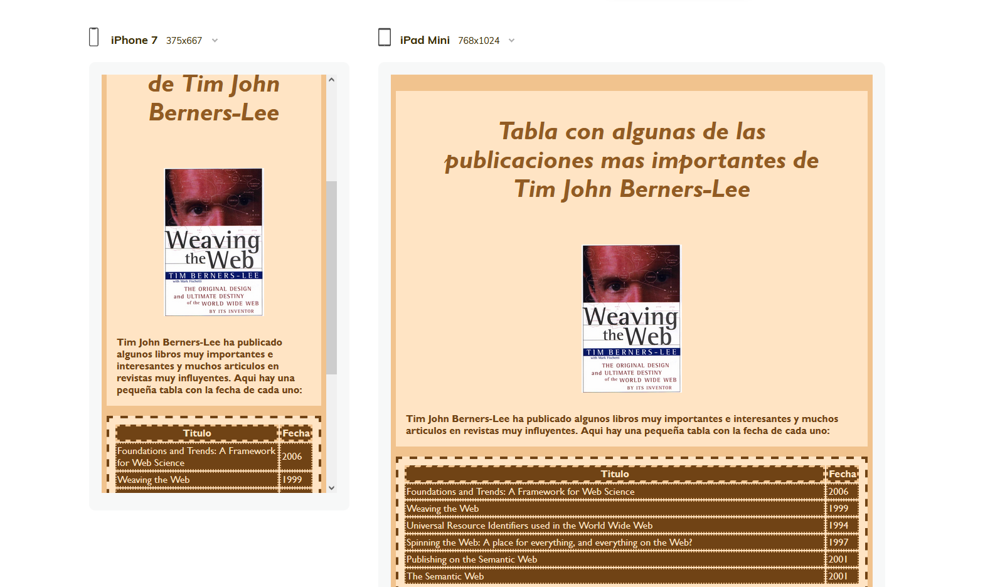 iPhone 7 375x667
de Tim John
Berners-Lee
Weaving
the Web
TIM BERNERS-LEE
with Mark Fischetti
THE ORIGINAL DESIGN
and ULTIMATE DESTINY
of the WORLD WIDE WEB
BY ITS INVENTOR
Tim John Berners-Lee ha publicado
algunos libros muy importantes e
interesantes y muchos articulos en
revistas muy influyentes. Aqui hay una
pequeña tabla con la fecha de cada uno:
Titulo Fecha
Foundations and Trends: A Framework
for Web Science 2006
Weaving the Web 1999
iPad Mini 768x1024
Tabla con algunas de las
publicaciones mas importantes de
Tim John Berners-Lee
Weaving
the Web
TIM BERNERS-LEE
with Mark Fischetti
THE ORIGINAL DESIGN
and ULTIMATE DESTINY
of the WORLD WIDE WEB
BY ITS INVENTOR
Tim John Berners-Lee ha publicado algunos libros muy importantes e interesantes y muchos
articulos en revistas muy influyentes. Aqui hay una pequeña tabla con la fecha de cada uno:
Titulo Fecha
Foundations and Trends: A Framework for Web Science 2006
Weaving the Web 1999
Universal Resource Identifiers used in the World Wide Web 1994
Spinning the Web: A place for everything, and everything on the Web? 1997
Publishing on the Semantic Web 2001
The Semantic Web 2001